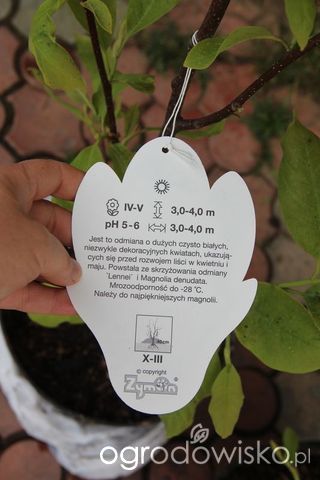 IV-V 3,0-4,0 m
pH 5-6 3,0-4,0 m
Jest to odmiana o dużych czysto białych,
niezwykle dekoracyjnych kwiatach, ukazują-
cych się przed rozwojem liści w kwietniu i
maju. Powstała ze skrzyżowania odmiany
`Lennei` i Magnolia denudata.
Mrozoodporność do -28 °C.
Należy do najpiękniejszych magnolii.
X-III
© copyright
Zymon
ogrodowisko.pl